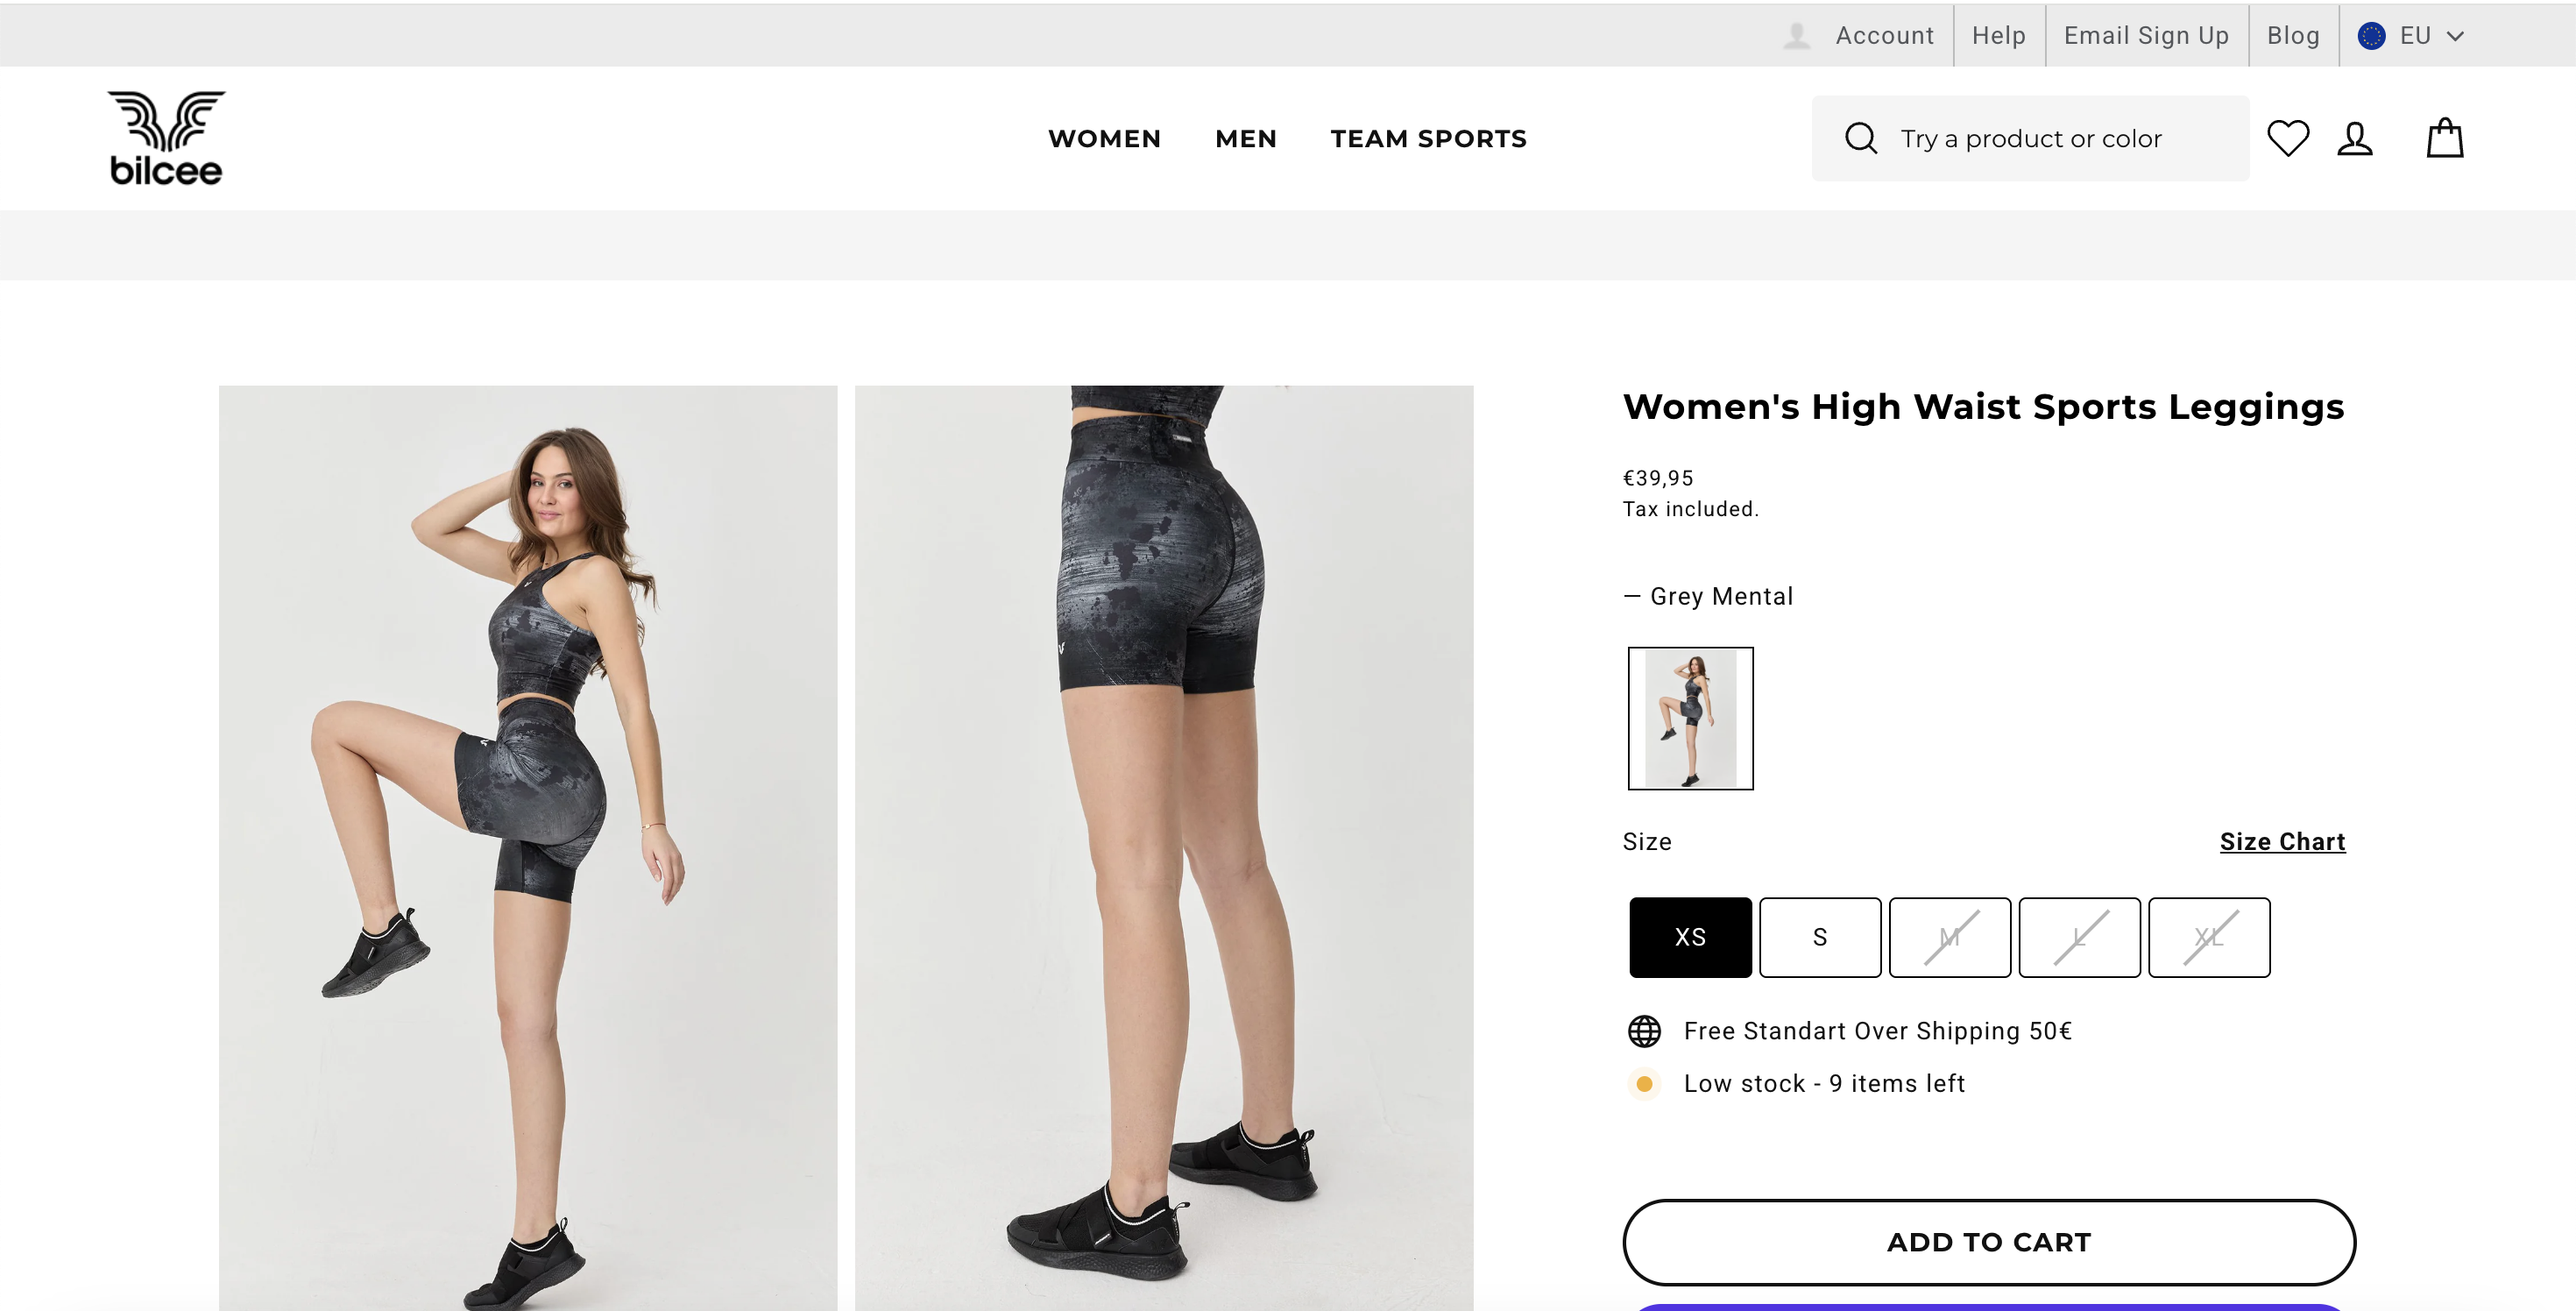 Account
Help
Email Sign Up
Blog
EU
bilcee
WOMEN
MEN
TEAM SPORTS
Try a product or color
Women's High Waist Sports Leggings
€39,95
Tax included.
— Grey Mental
Size
Size Chart
XS
S
M
L
XL
Free Standart Over Shipping 50€
Low stock - 9 items left
ADD TO CART